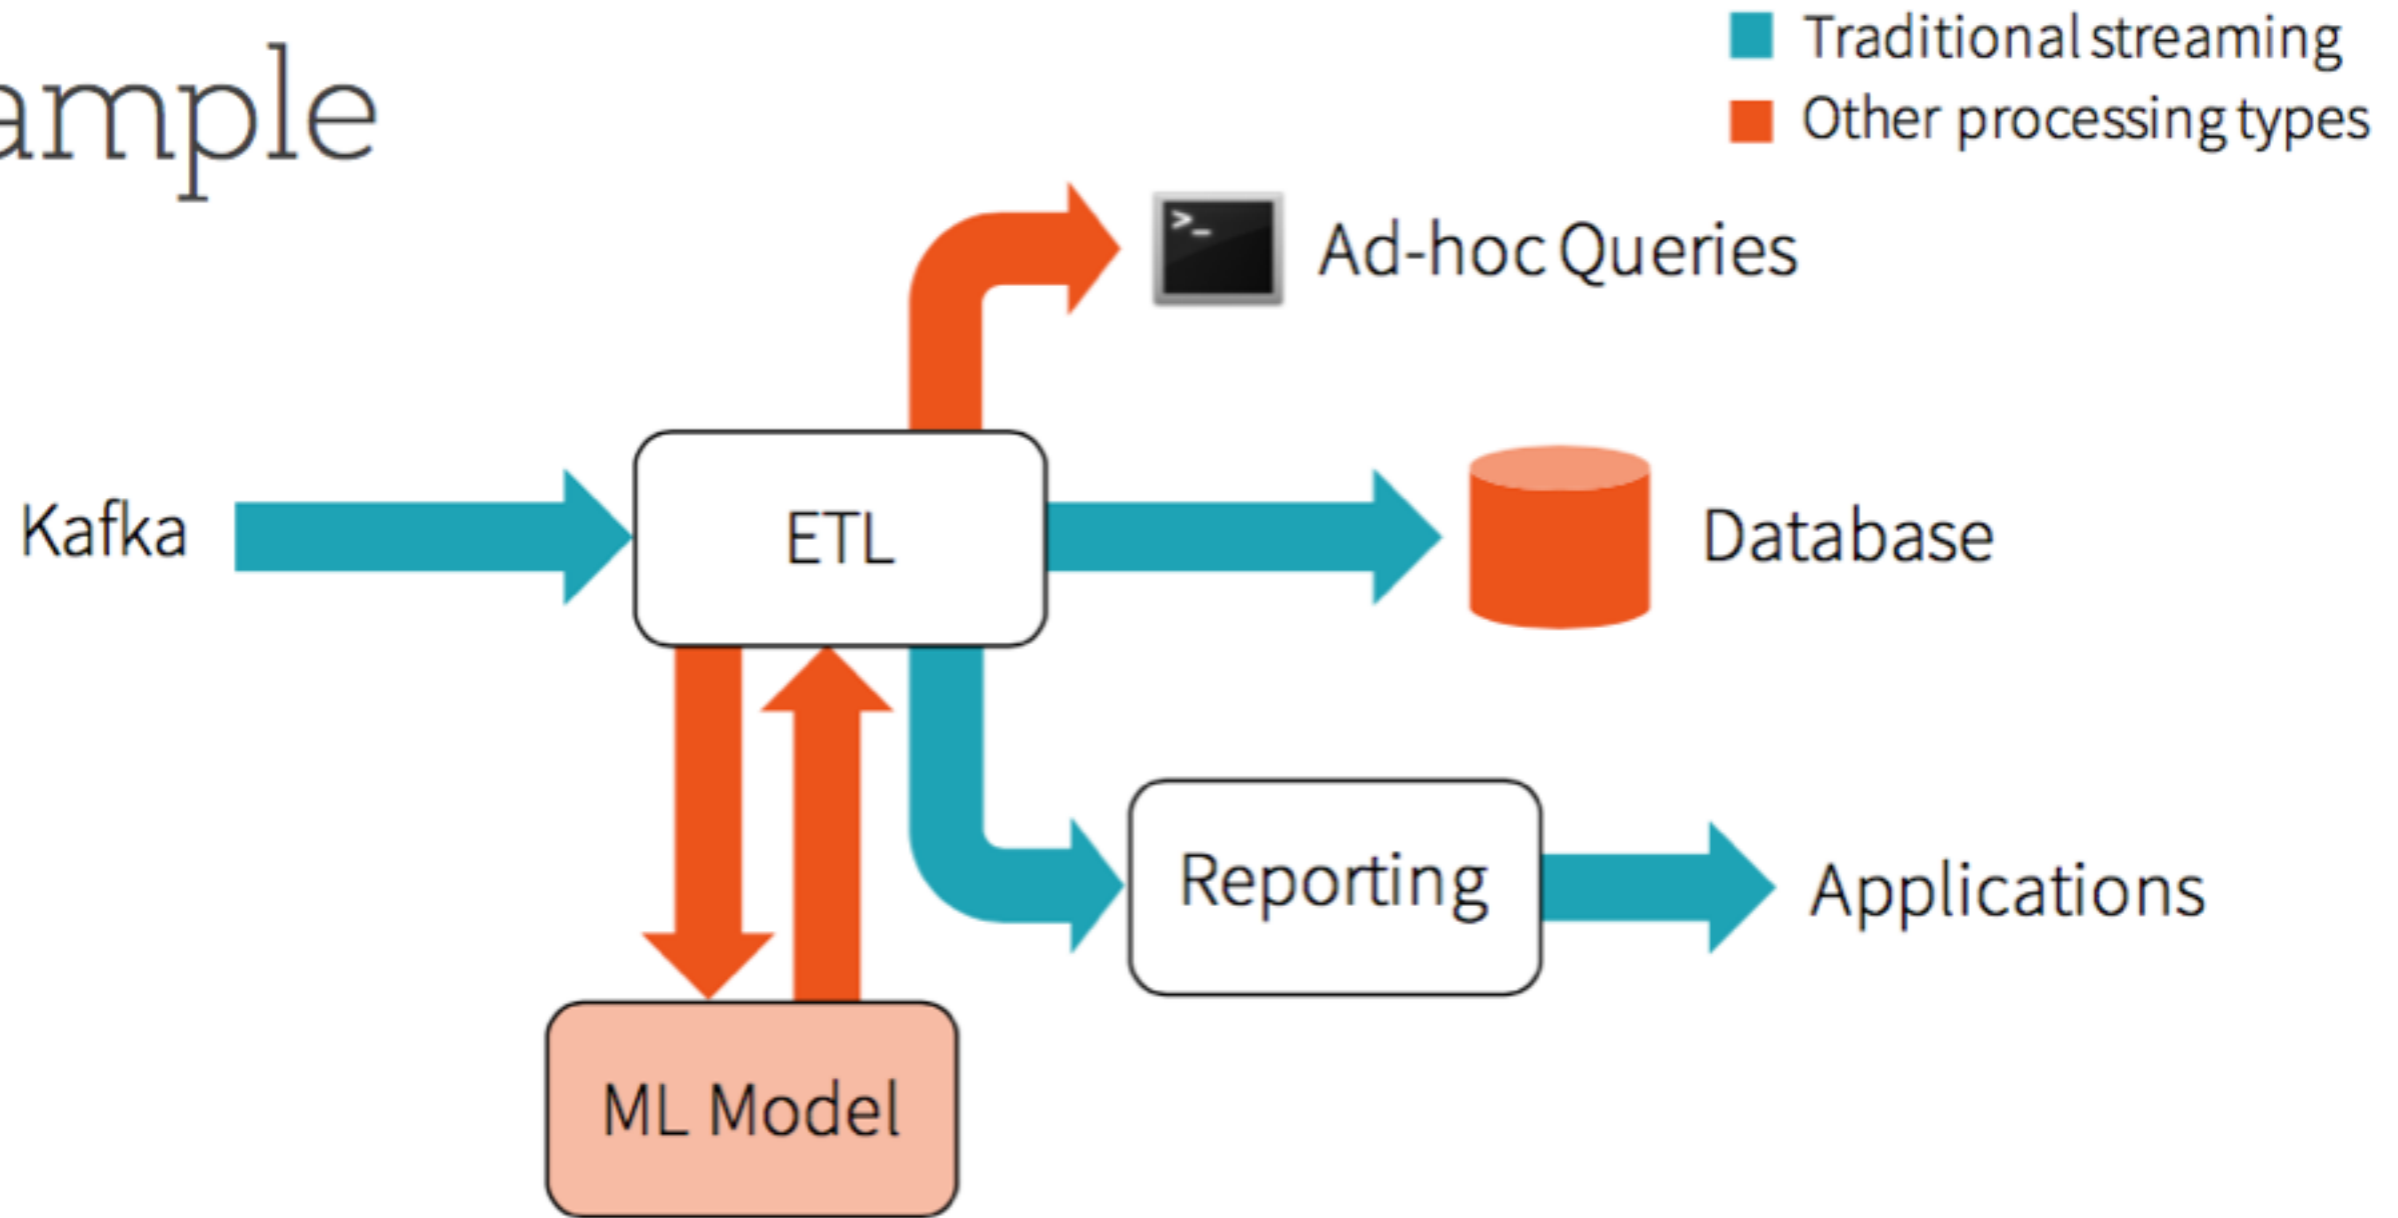 ample
Traditional streaming
Other processing types
>_
Ad-hoc Queries
Kafka
ETL
Database
Reporting
Applications
ML Model